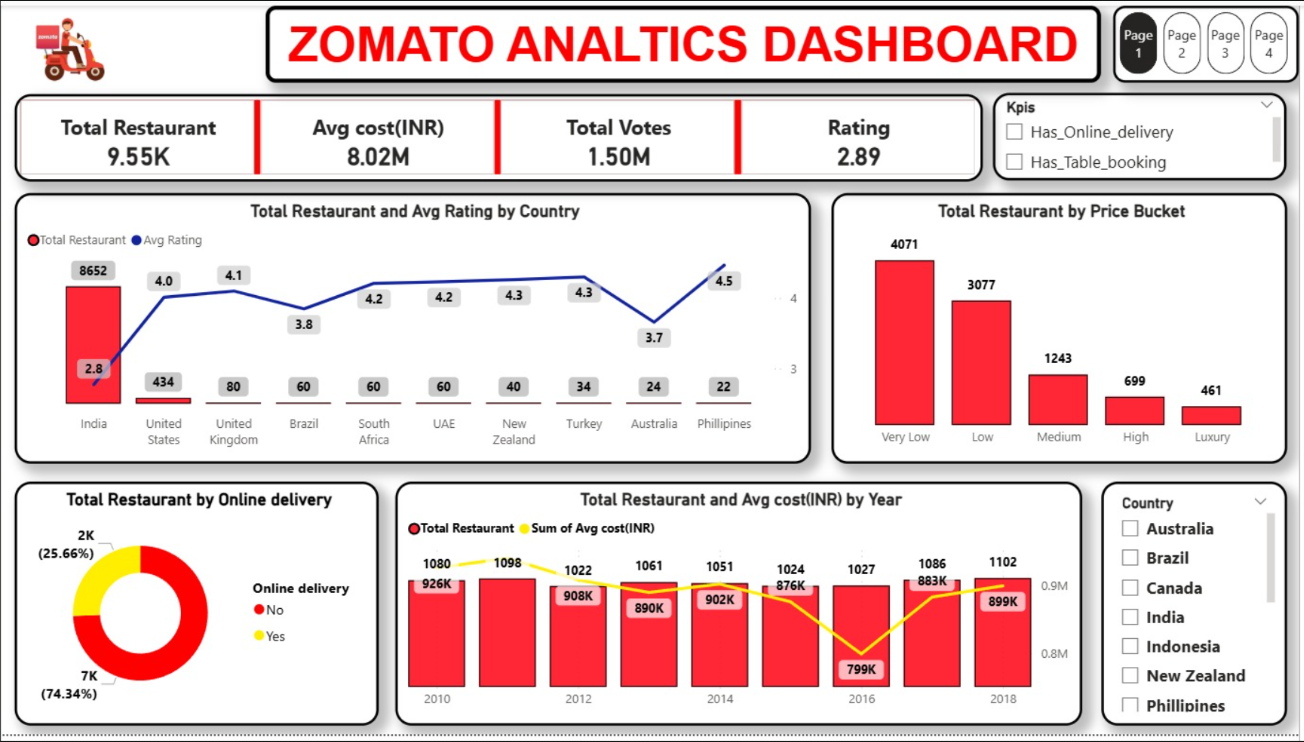 zomato
ZOMATO ANALTICS DASHBOARD
Page 1
Page 2
Page 3
Page 4
Total Restaurant
9.55K
Avg cost(INR)
8.02M
Total Votes
1.50M
Rating
2.89
Kpis
Has_Online_delivery
Has_Table_booking
Total Restaurant and Avg Rating by Country
Total Restaurant Avg Rating
8652
4.0
4.1
3.8
4.2
4.2
4.3
4.3
3.7
4.5
2.8
434
80
60
60
60
40
34
24
22
4
3
India
United States
United Kingdom
Brazil
South Africa
UAE
New Zealand
Turkey
Australia
Phillipines
Total Restaurant by Price Bucket
4071
3077
1243
699
461
Very Low
Low
Medium
High
Luxury
Total Restaurant by Online delivery
2K
(25.66%)
7K
(74.34%)
Online delivery
No
Yes
Total Restaurant and Avg cost(INR) by Year
Total Restaurant Sum of Avg cost(INR)
1080
1098
1022
1061
1051
1024
1027
1086
1102
926K
908K
890K
902K
876K
799K
883K
899K
0.9M
0.8M
2010
2012
2014
2016
2018
Country
Australia
Brazil
Canada
India
Indonesia
New Zealand
Phillipines